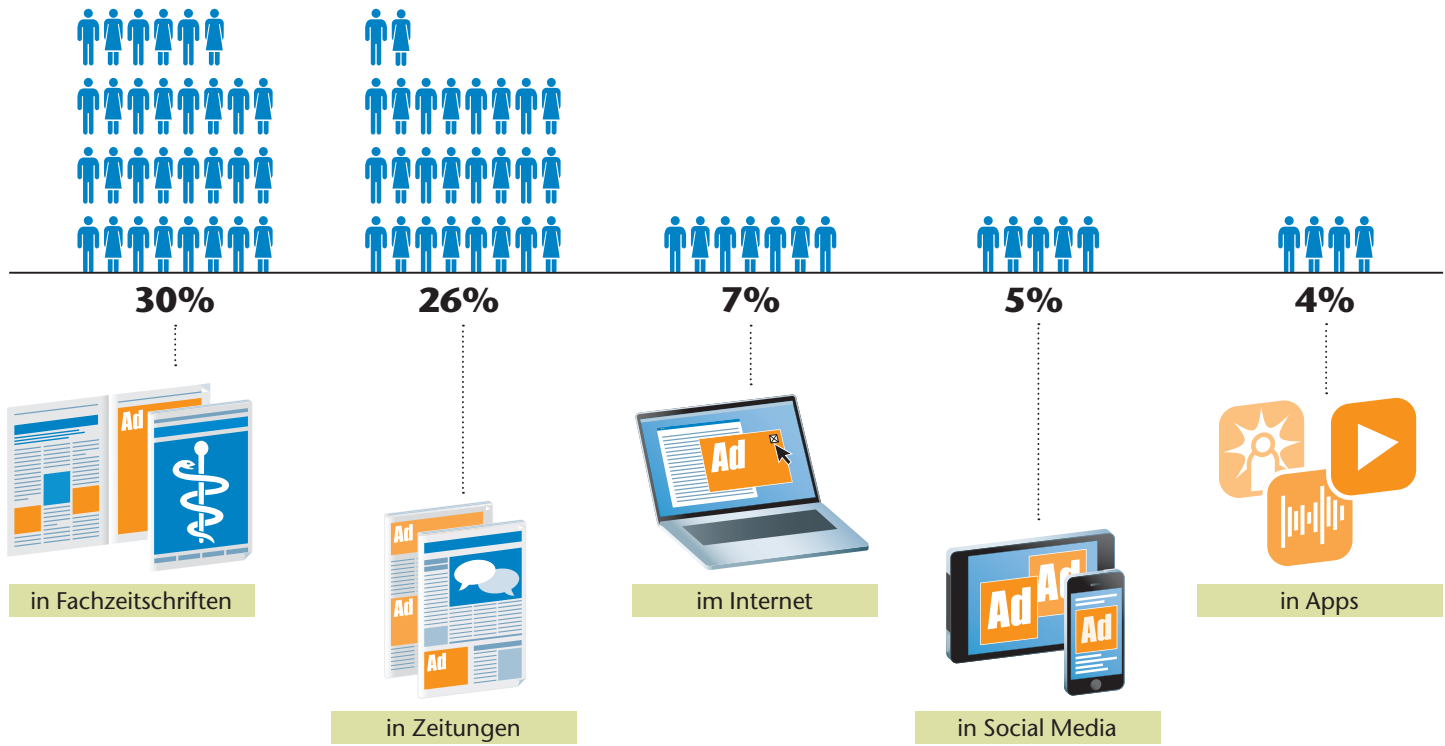 30%
26%
7%
5%
4%
Ad
Ad
Ad
Ad
Ad
Ad
Ad
Ad
in Fachzeitschriften
in Zeitungen
im Internet
in Social Media
in Apps